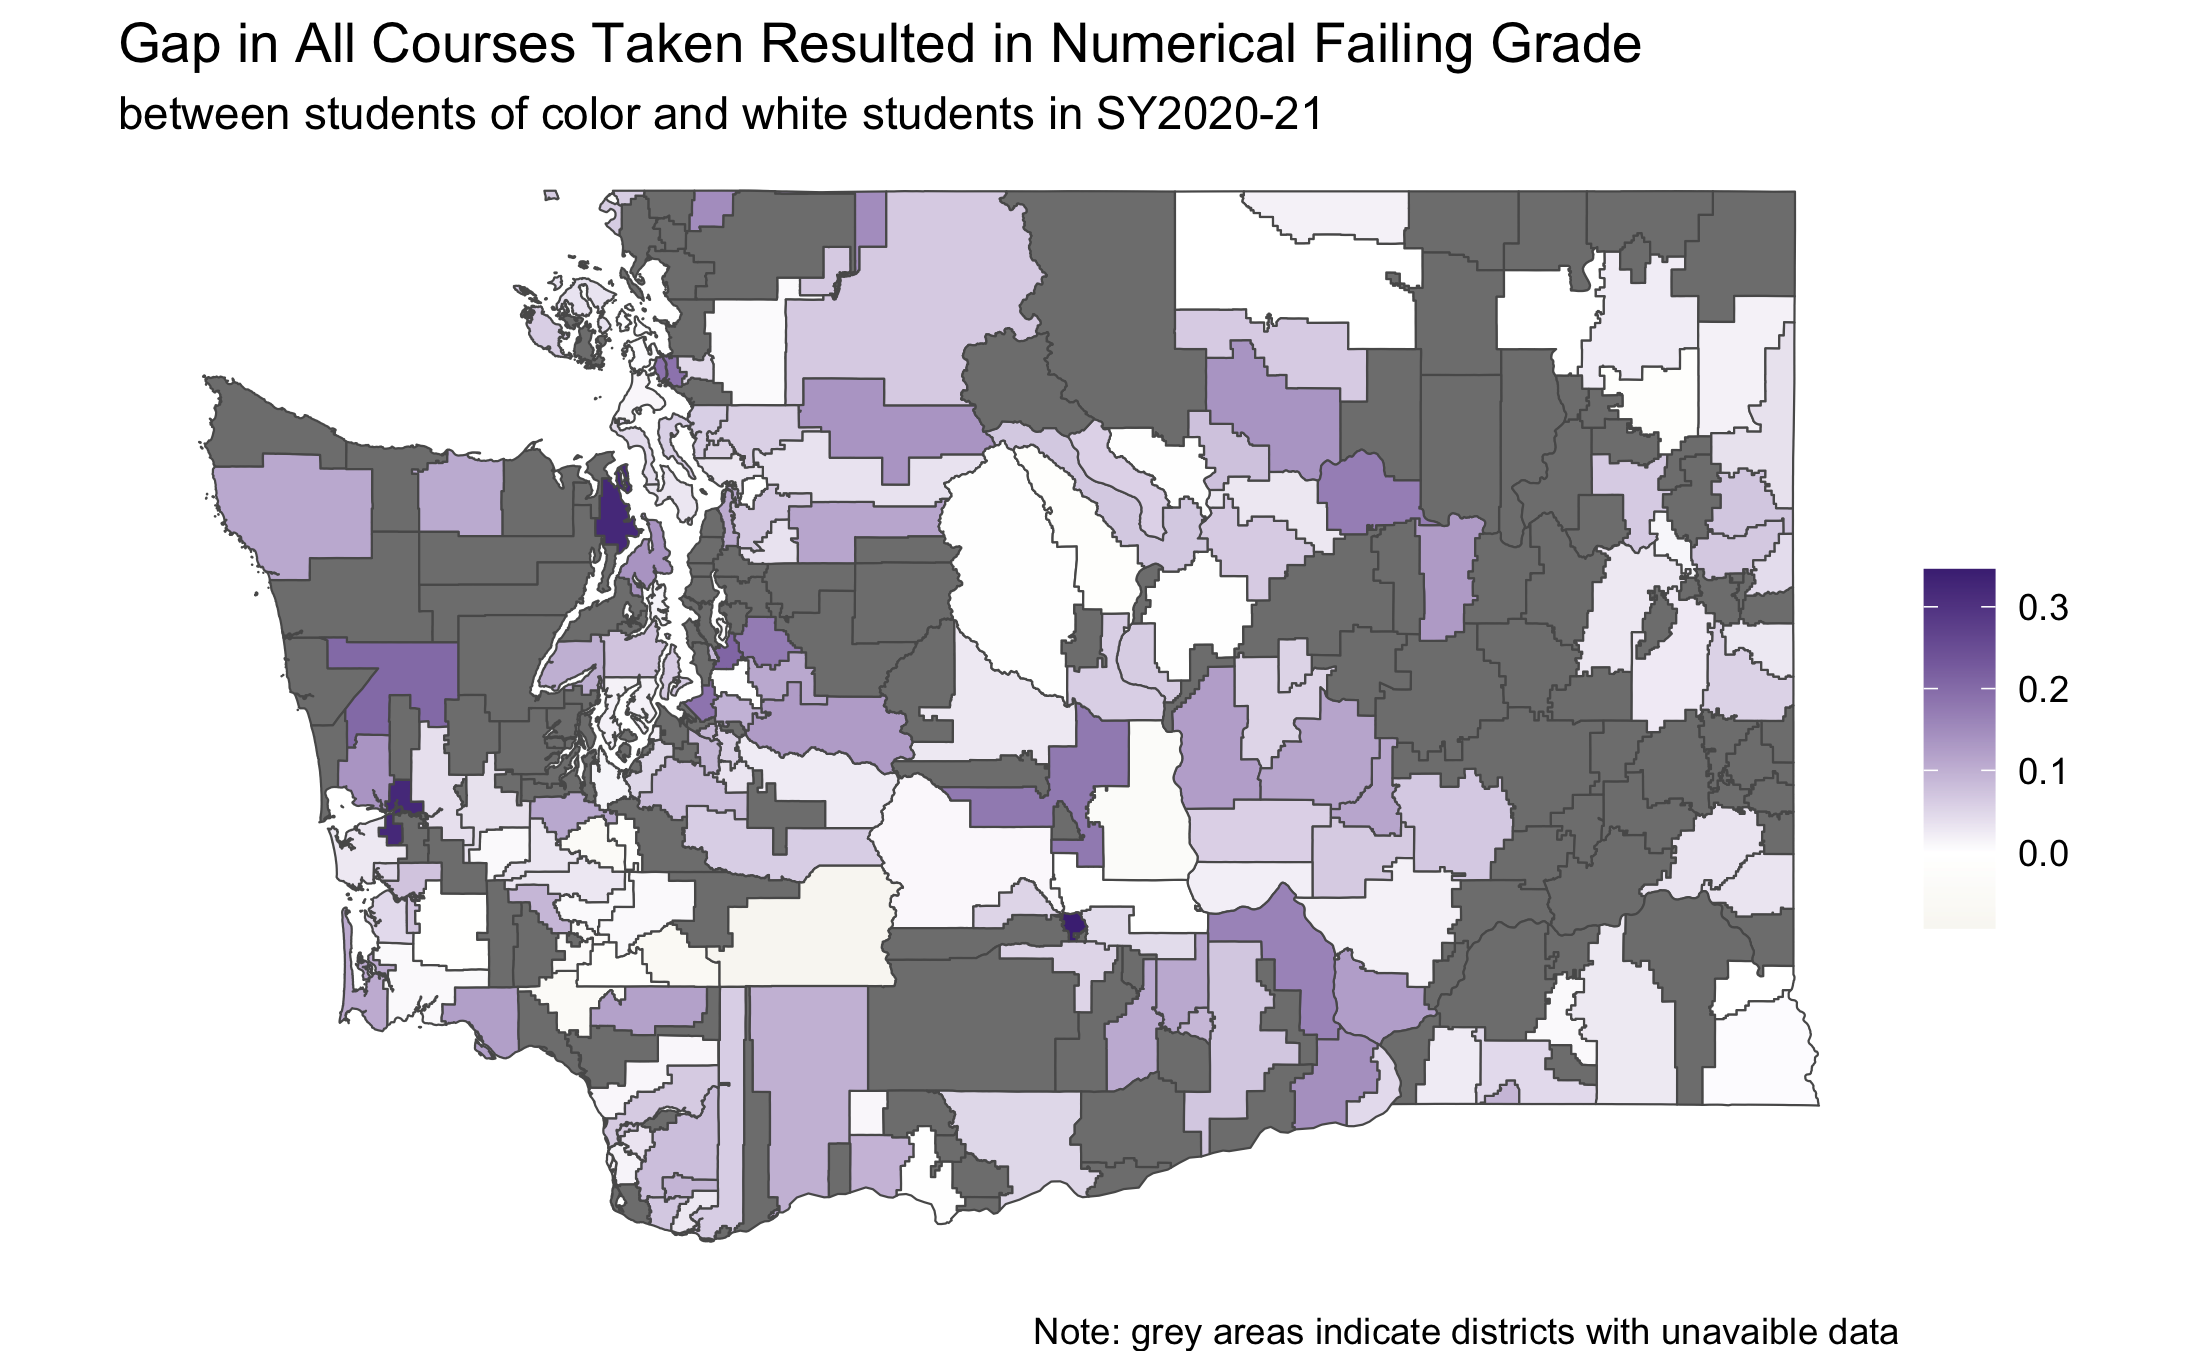 Gap in All Courses Taken Resulted in Numerical Failing Grade
between students of color and white students in SY2020-21
0.3
0.2
0.1
0.0
Note: grey areas indicate districts with unavaible data